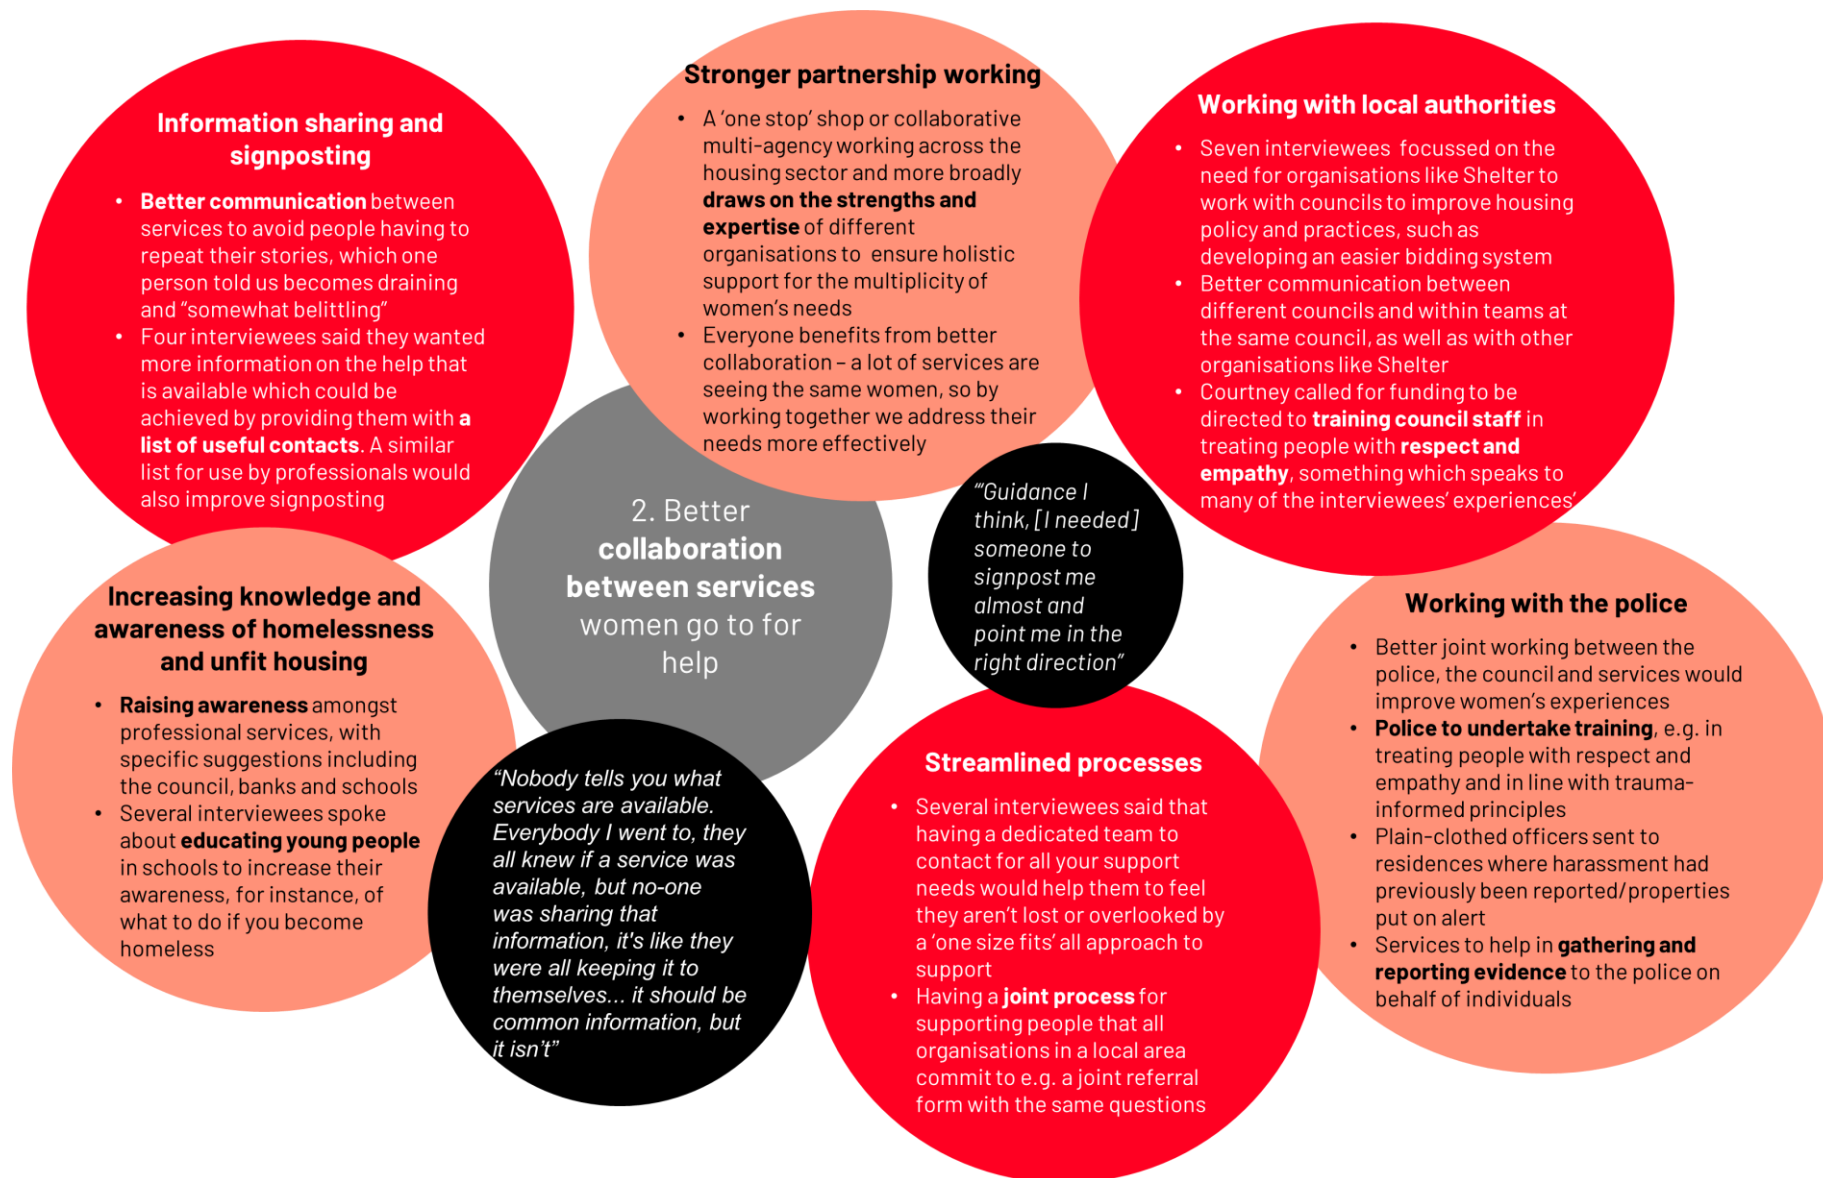 Information sharing and
signposting
• Better communication between
services to avoid people having to
repeat their stories, which one
person told us becomes draining
and “somewhat belittling”
• Four interviewees said they wanted
more information on the help that
is available which could be
achieved by providing them with a
list of useful contacts. A similar
list for use by professionals would
also improve signposting
Stronger partnership working
• A ‘one stop’ shop or collaborative
multi-agency working across the
housing sector and more broadly
draws on the strengths and
expertise of different
organisations to ensure holistic
support for the multiplicity of
women’s needs
• Everyone benefits from better
collaboration – a lot of services are
seeing the same women, so by
working together we address their
needs more effectively
Working with local authorities
• Seven interviewees focussed on the
need for organisations like Shelter to
work with councils to improve housing
policy and practices, such as
developing an easier bidding system
• Better communication between
different councils and within teams at
the same council, as well as with other
organisations like Shelter
• Courtney called for funding to be
directed to training council staff in
treating people with respect and
empathy, something which speaks to
many of the interviewees’ experiences’
2. Better
collaboration
between services
women go to for
help
“‘Guidance I
think, [I needed]
someone to
signpost me
almost and
point me in the
right direction”
Increasing knowledge and
awareness of homelessness
and unfit housing
• Raising awareness amongst
professional services, with
specific suggestions including
the council, banks and schools
• Several interviewees spoke
about educating young people
in schools to increase their
awareness, for instance, of
what to do if you become
homeless
“Nobody tells you what
services are available.
Everybody I went to, they
all knew if a service was
available, but no-one
was sharing that
information, it's like they
were all keeping it to
themselves... it should be
common information, but
it isn’t”
Streamlined processes
• Several interviewees said that
having a dedicated team to
contact for all your support
needs would help them to feel
they aren’t lost or overlooked by
a ‘one size fits’ all approach to
support
• Having a joint process for
supporting people that all
organisations in a local area
commit to e.g. a joint referral
form with the same questions
Working with the police
• Better joint working between the
police, the council and services would
improve women’s experiences
• Police to undertake training, e.g. in
treating people with respect and
empathy and in line with trauma-
informed principles
• Plain-clothed officers sent to
residences where harassment had
previously been reported/properties
put on alert
• Services to help in gathering and
reporting evidence to the police on
behalf of individuals